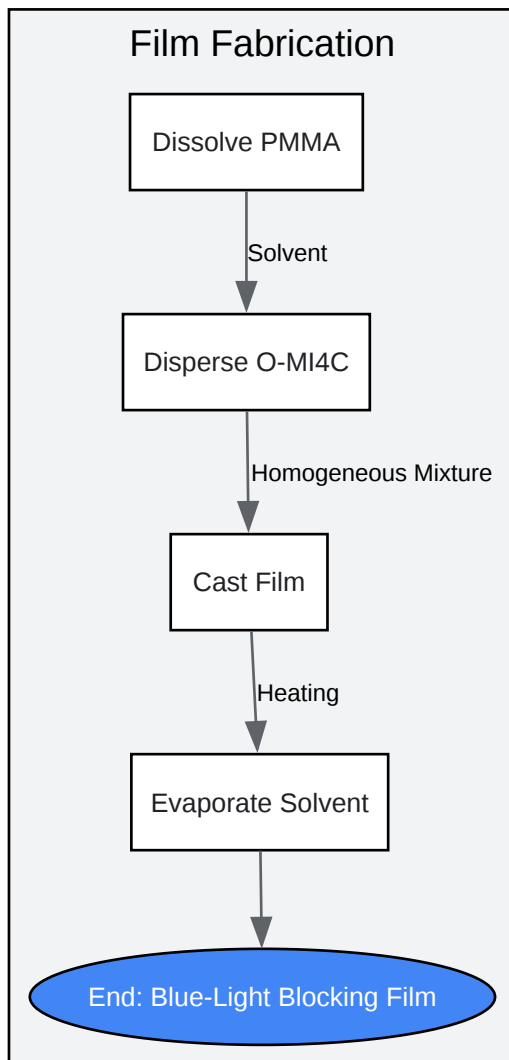 Film Fabrication
Dissolve PMMA
Solvent
Disperse O-MI4C
Homogeneous Mixture
Cast Film
Heating
Evaporate Solvent
End: Blue-Light Blocking Film